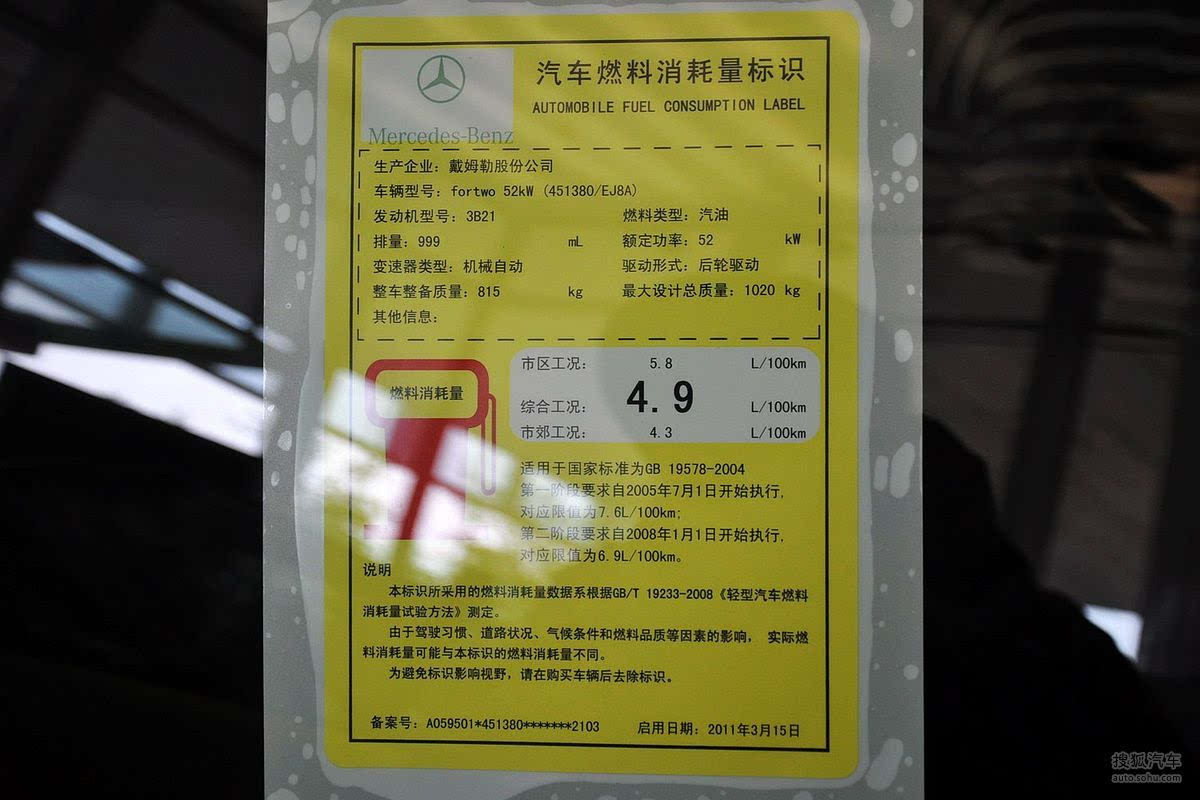 汽车燃料消耗量标识
AUTOMOBILE FUEL CONSUMPTION LABEL
Mercedes-Benz
生产企业：戴姆勒股份公司
车辆型号：fortwo 52kW (451380/EJ8A)
发动机型号：3B21 燃料类型：汽油
排量：999 mL 额定功率：52 kW
变速器类型：机械自动 驱动形式：后轮驱动
整车整备质量：815 kg 最大设计总质量：1020 kg
其他信息：
燃料消耗量
市区工况： 5.8 L/100km
综合工况： 4.9 L/100km
市郊工况： 4.3 L/100km
适用于国家标准为GB 19578-2004
第一阶段要求自2005年7月1日开始执行,
对应限值为7.6L/100km;
第二阶段要求自2008年1月1日开始执行,
对应限值为6.9L/100km。
说明
本标识所采用的燃料消耗量数据系根据GB/T 19233-2008《轻型汽车燃料
消耗量试验方法》测定。
由于驾驶习惯、道路状况、气候条件和燃料品质等因素的影响， 实际燃
料消耗量可能与本标识的燃料消耗量不同。
为避免标识影响视野，请在购买车辆后去除标识。
备案号：A059501*451380*******2103 启用日期：2011年3月15日
搜狐汽车
auto.sohu.com